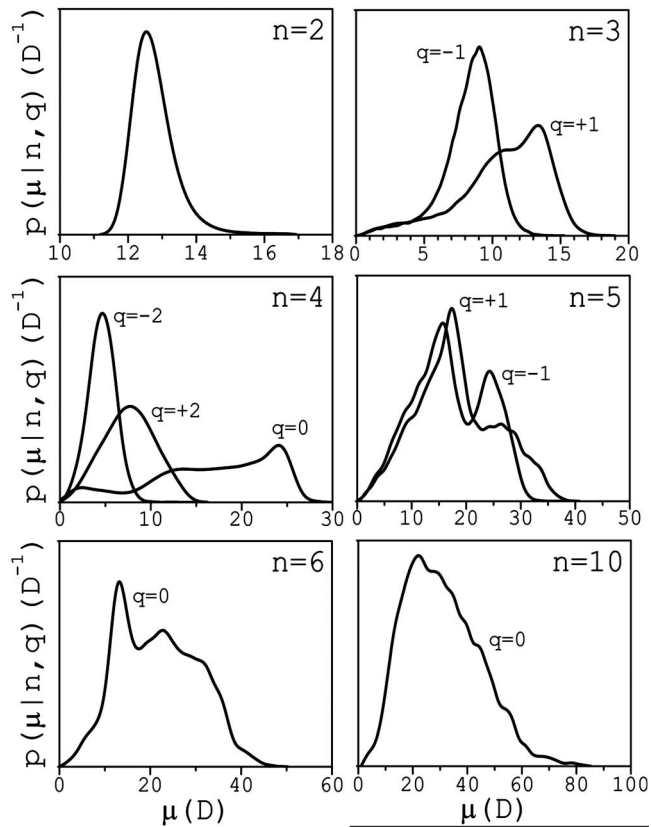 p(μ|n,q) (D⁻¹)
n=2
10 12 14 16 18
n=3
q=-1
q=+1
0 5 10 15 20
p(μ|n,q) (D⁻¹)
n=4
q=-2
q=+2
q=0
0 10 20 30
n=5
q=+1
q=-1
0 10 20 30 40 50
p(μ|n,q) (D⁻¹)
n=6
q=0
0 20 40 60
μ(D)
n=10
q=0
0 20 40 60 80 100
μ(D)